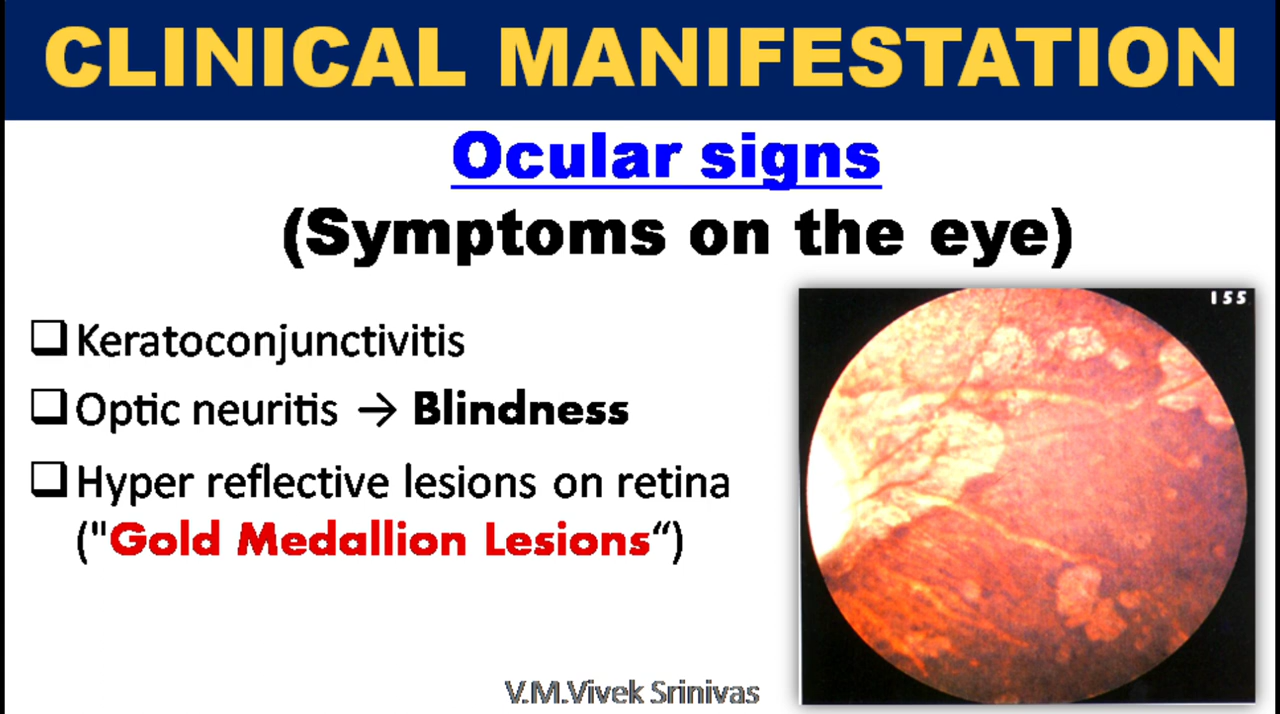 CLINICAL MANIFESTATION
Ocular signs
(Symptoms on the eye)
155
❑ Keratoconjunctivitis
❑ Optic neuritis → Blindness
❑ Hyper reflective lesions on retina
("Gold Medallion Lesions“)
V.M.Vivek Srinivas